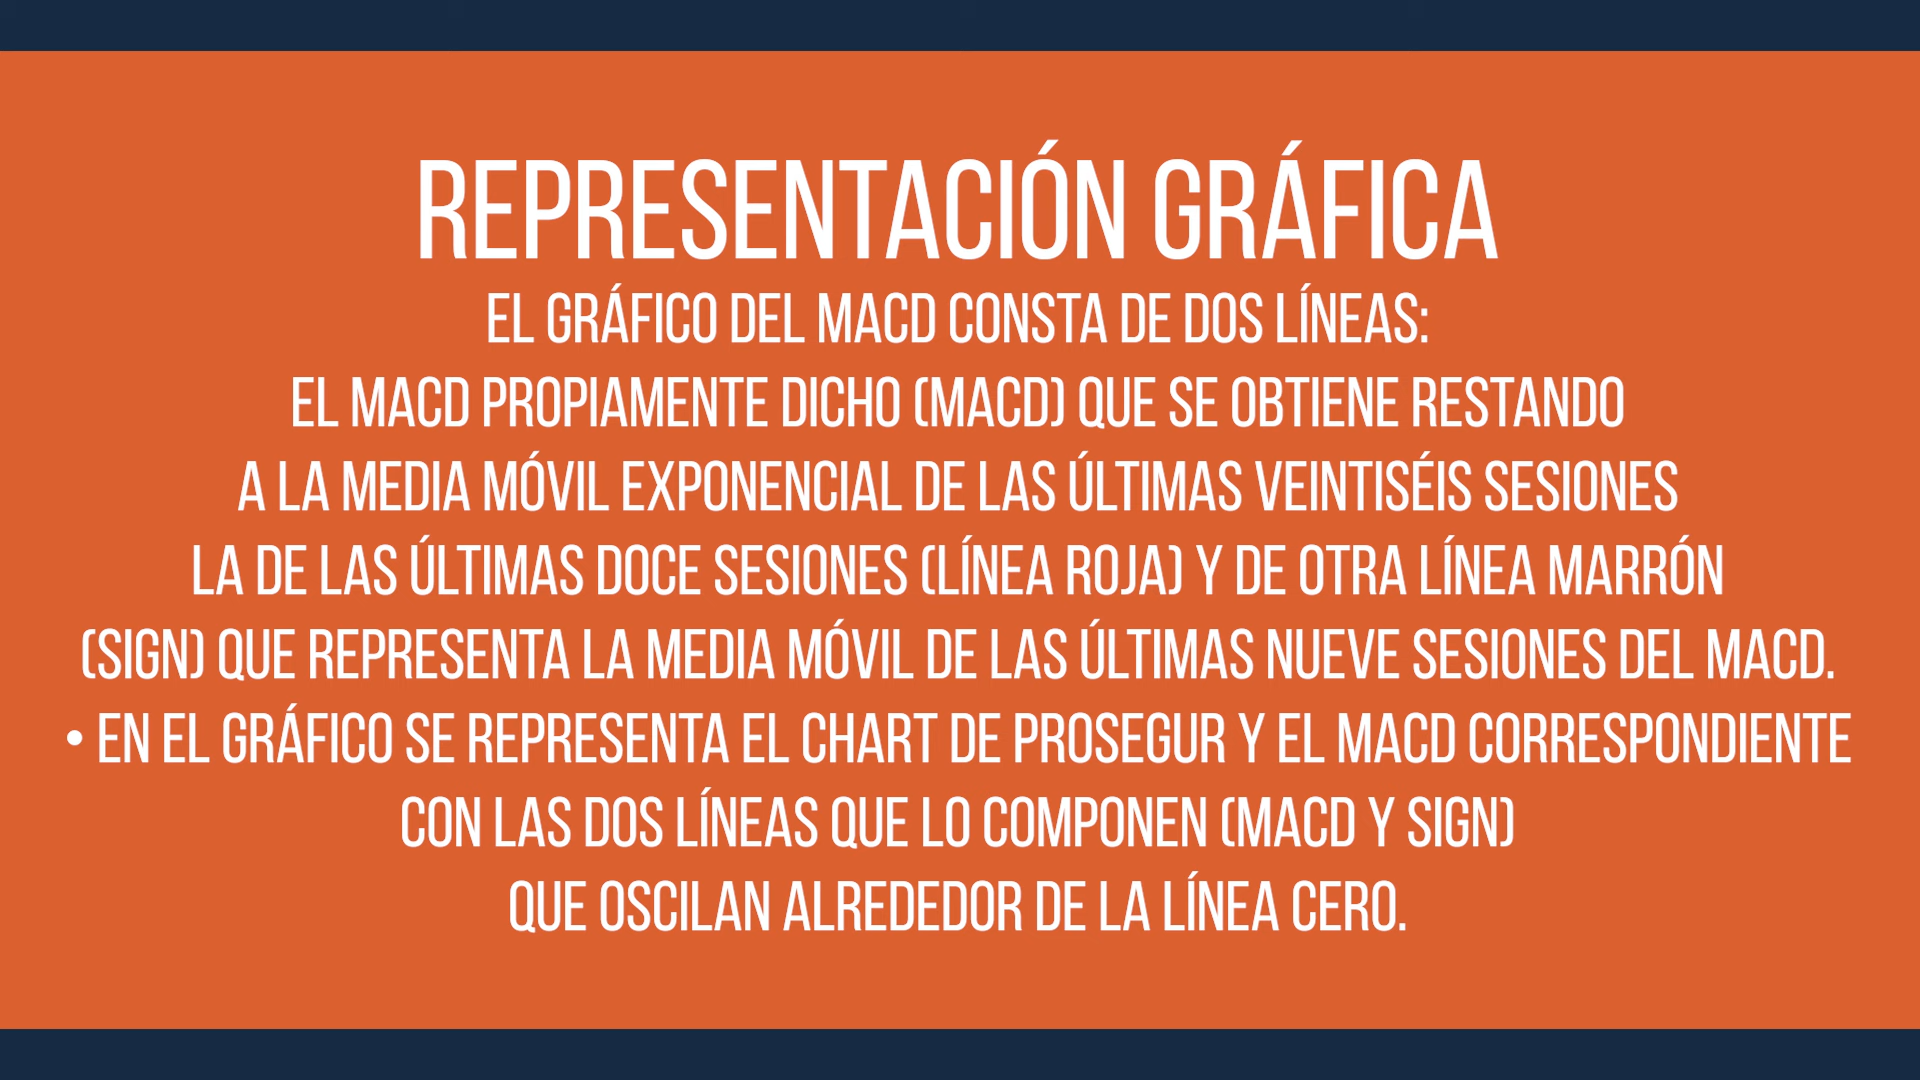 REPRESENTACIÓN GRÁFICA
EL GRÁFICO DEL MACD CONSTA DE DOS LÍNEAS:
EL MACD PROPIAMENTE DICHO (MACD) QUE SE OBTIENE RESTANDO
A LA MEDIA MÓVIL EXPONENCIAL DE LAS ÚLTIMAS VEINTISÉIS SESIONES
LA DE LAS ÚLTIMAS DOCE SESIONES (LÍNEA ROJA) Y DE OTRA LÍNEA MARRÓN
(SIGN) QUE REPRESENTA LA MEDIA MÓVIL DE LAS ÚLTIMAS NUEVE SESIONES DEL MACD.
• EN EL GRÁFICO SE REPRESENTA EL CHART DE PROSEGUR Y EL MACD CORRESPONDIENTE
CON LAS DOS LÍNEAS QUE LO COMPONEN (MACD Y SIGN)
QUE OSCILAN ALREDEDOR DE LA LÍNEA CERO.